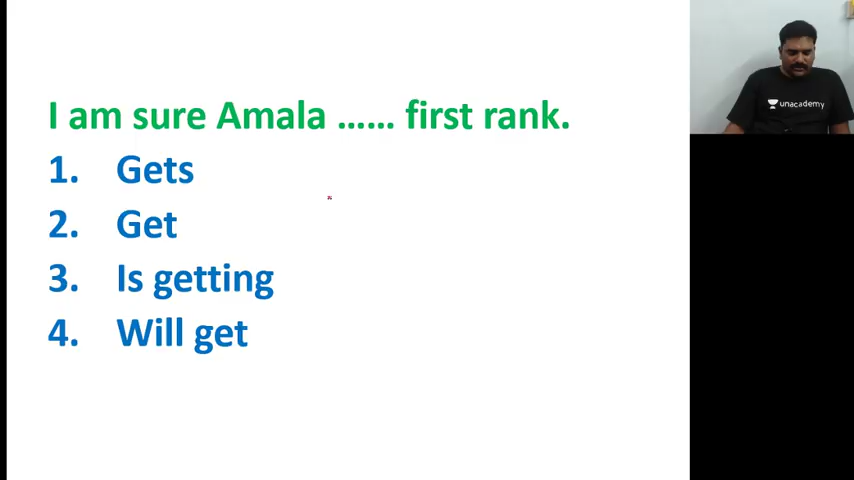 I am sure Amala ...... first rank.
1. Gets
2. Get
3. Is getting
4. Will get
unacademy